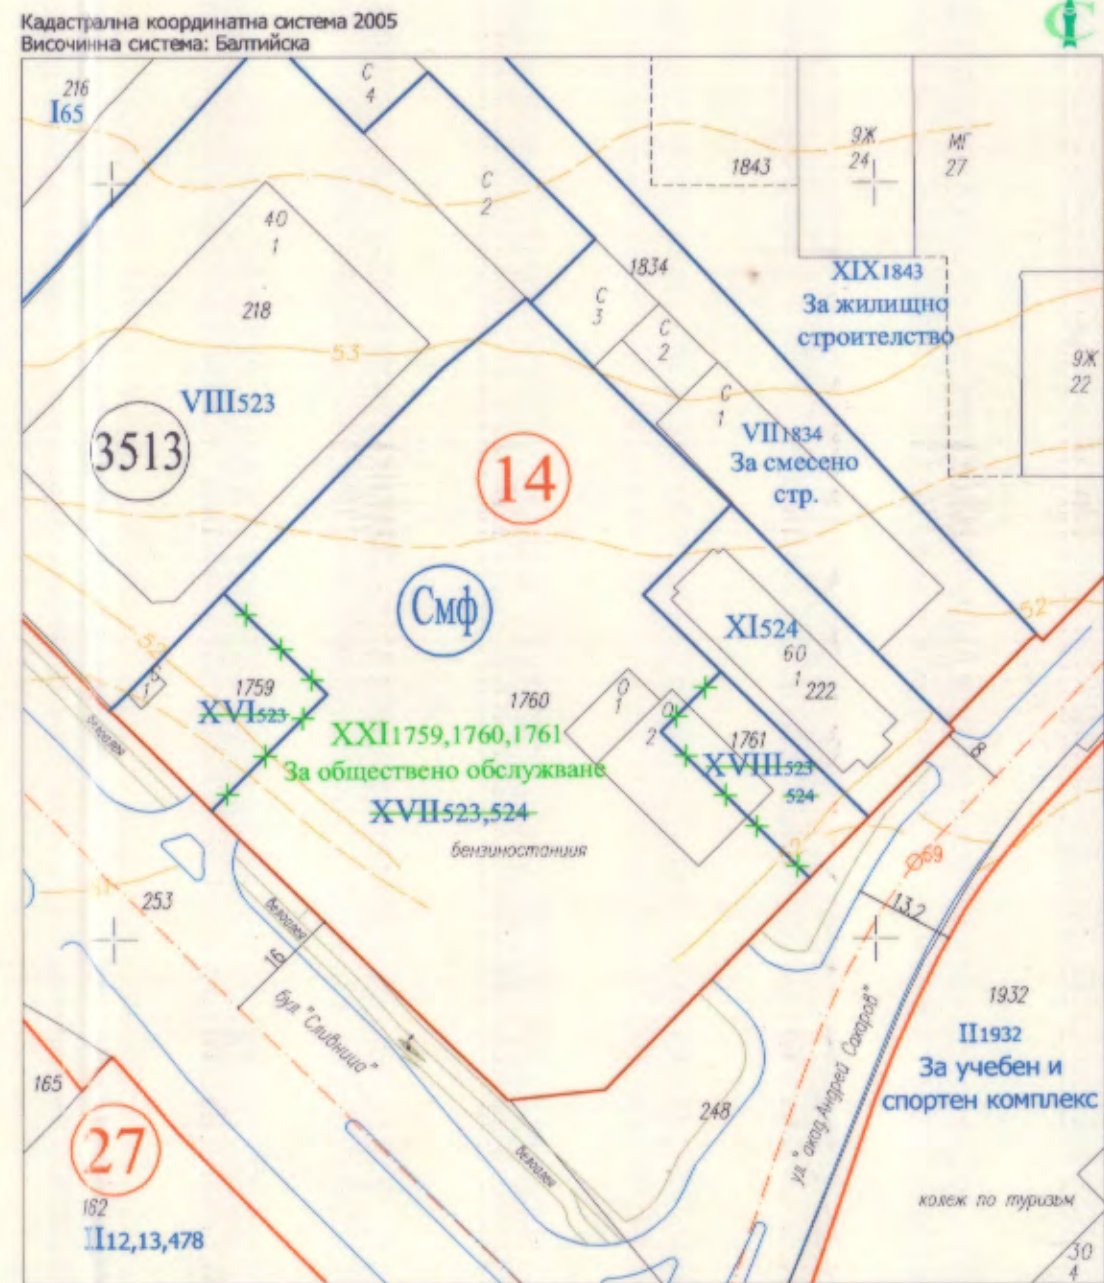 Кадастрална координатна система 2005
Височинна система: Балтийска
216
I65
С
4
С
2
1843
9Ж
24
МГ
27
40
1
218
1834
С
3
С
2
С
1
XIX1843
За жилищно
строителство
9Ж
22
53
VIII523
3513
14
VII1834
За смесено
стр.
Смф
52
52
XI524
60
1
222
1759
XVI523
1760
О
1
О
2
1761
XVIII523
524
XXI1759,1760,1761
За обществено обслужване
XVII523,524
бензиностанция
велоалея
8
Ø59
13.2
253
велоалея
16
бул. "Сливница"
ул. "акад. Андрей Сахаров"
1932
II1932
За учебен и
спортен комплекс
165
248
27
велоалея
162
II12,13,478
колеж по туризъм
30
4